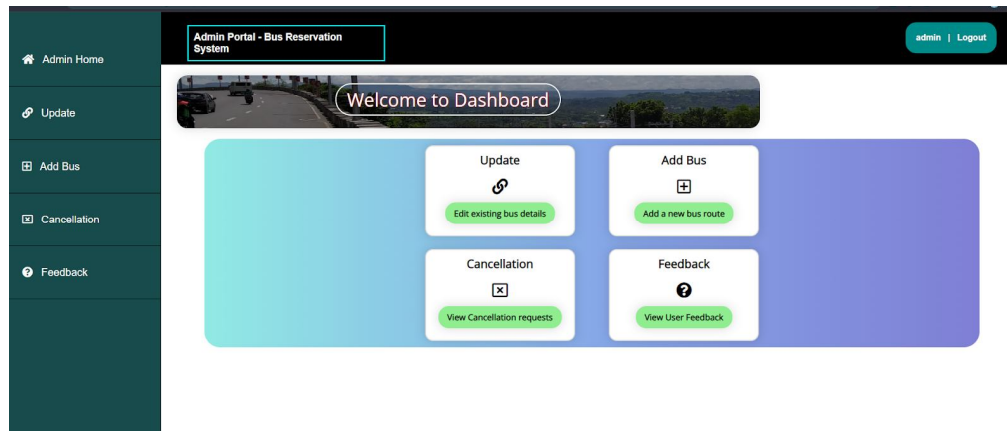 Admin Portal - Bus Reservation
System
admin | Logout
Admin Home
Update
Add Bus
Cancellation
Feedback
Welcome to Dashboard
Update
Edit existing bus details
Add Bus
Add a new bus route
Cancellation
View Cancellation requests
Feedback
View User Feedback